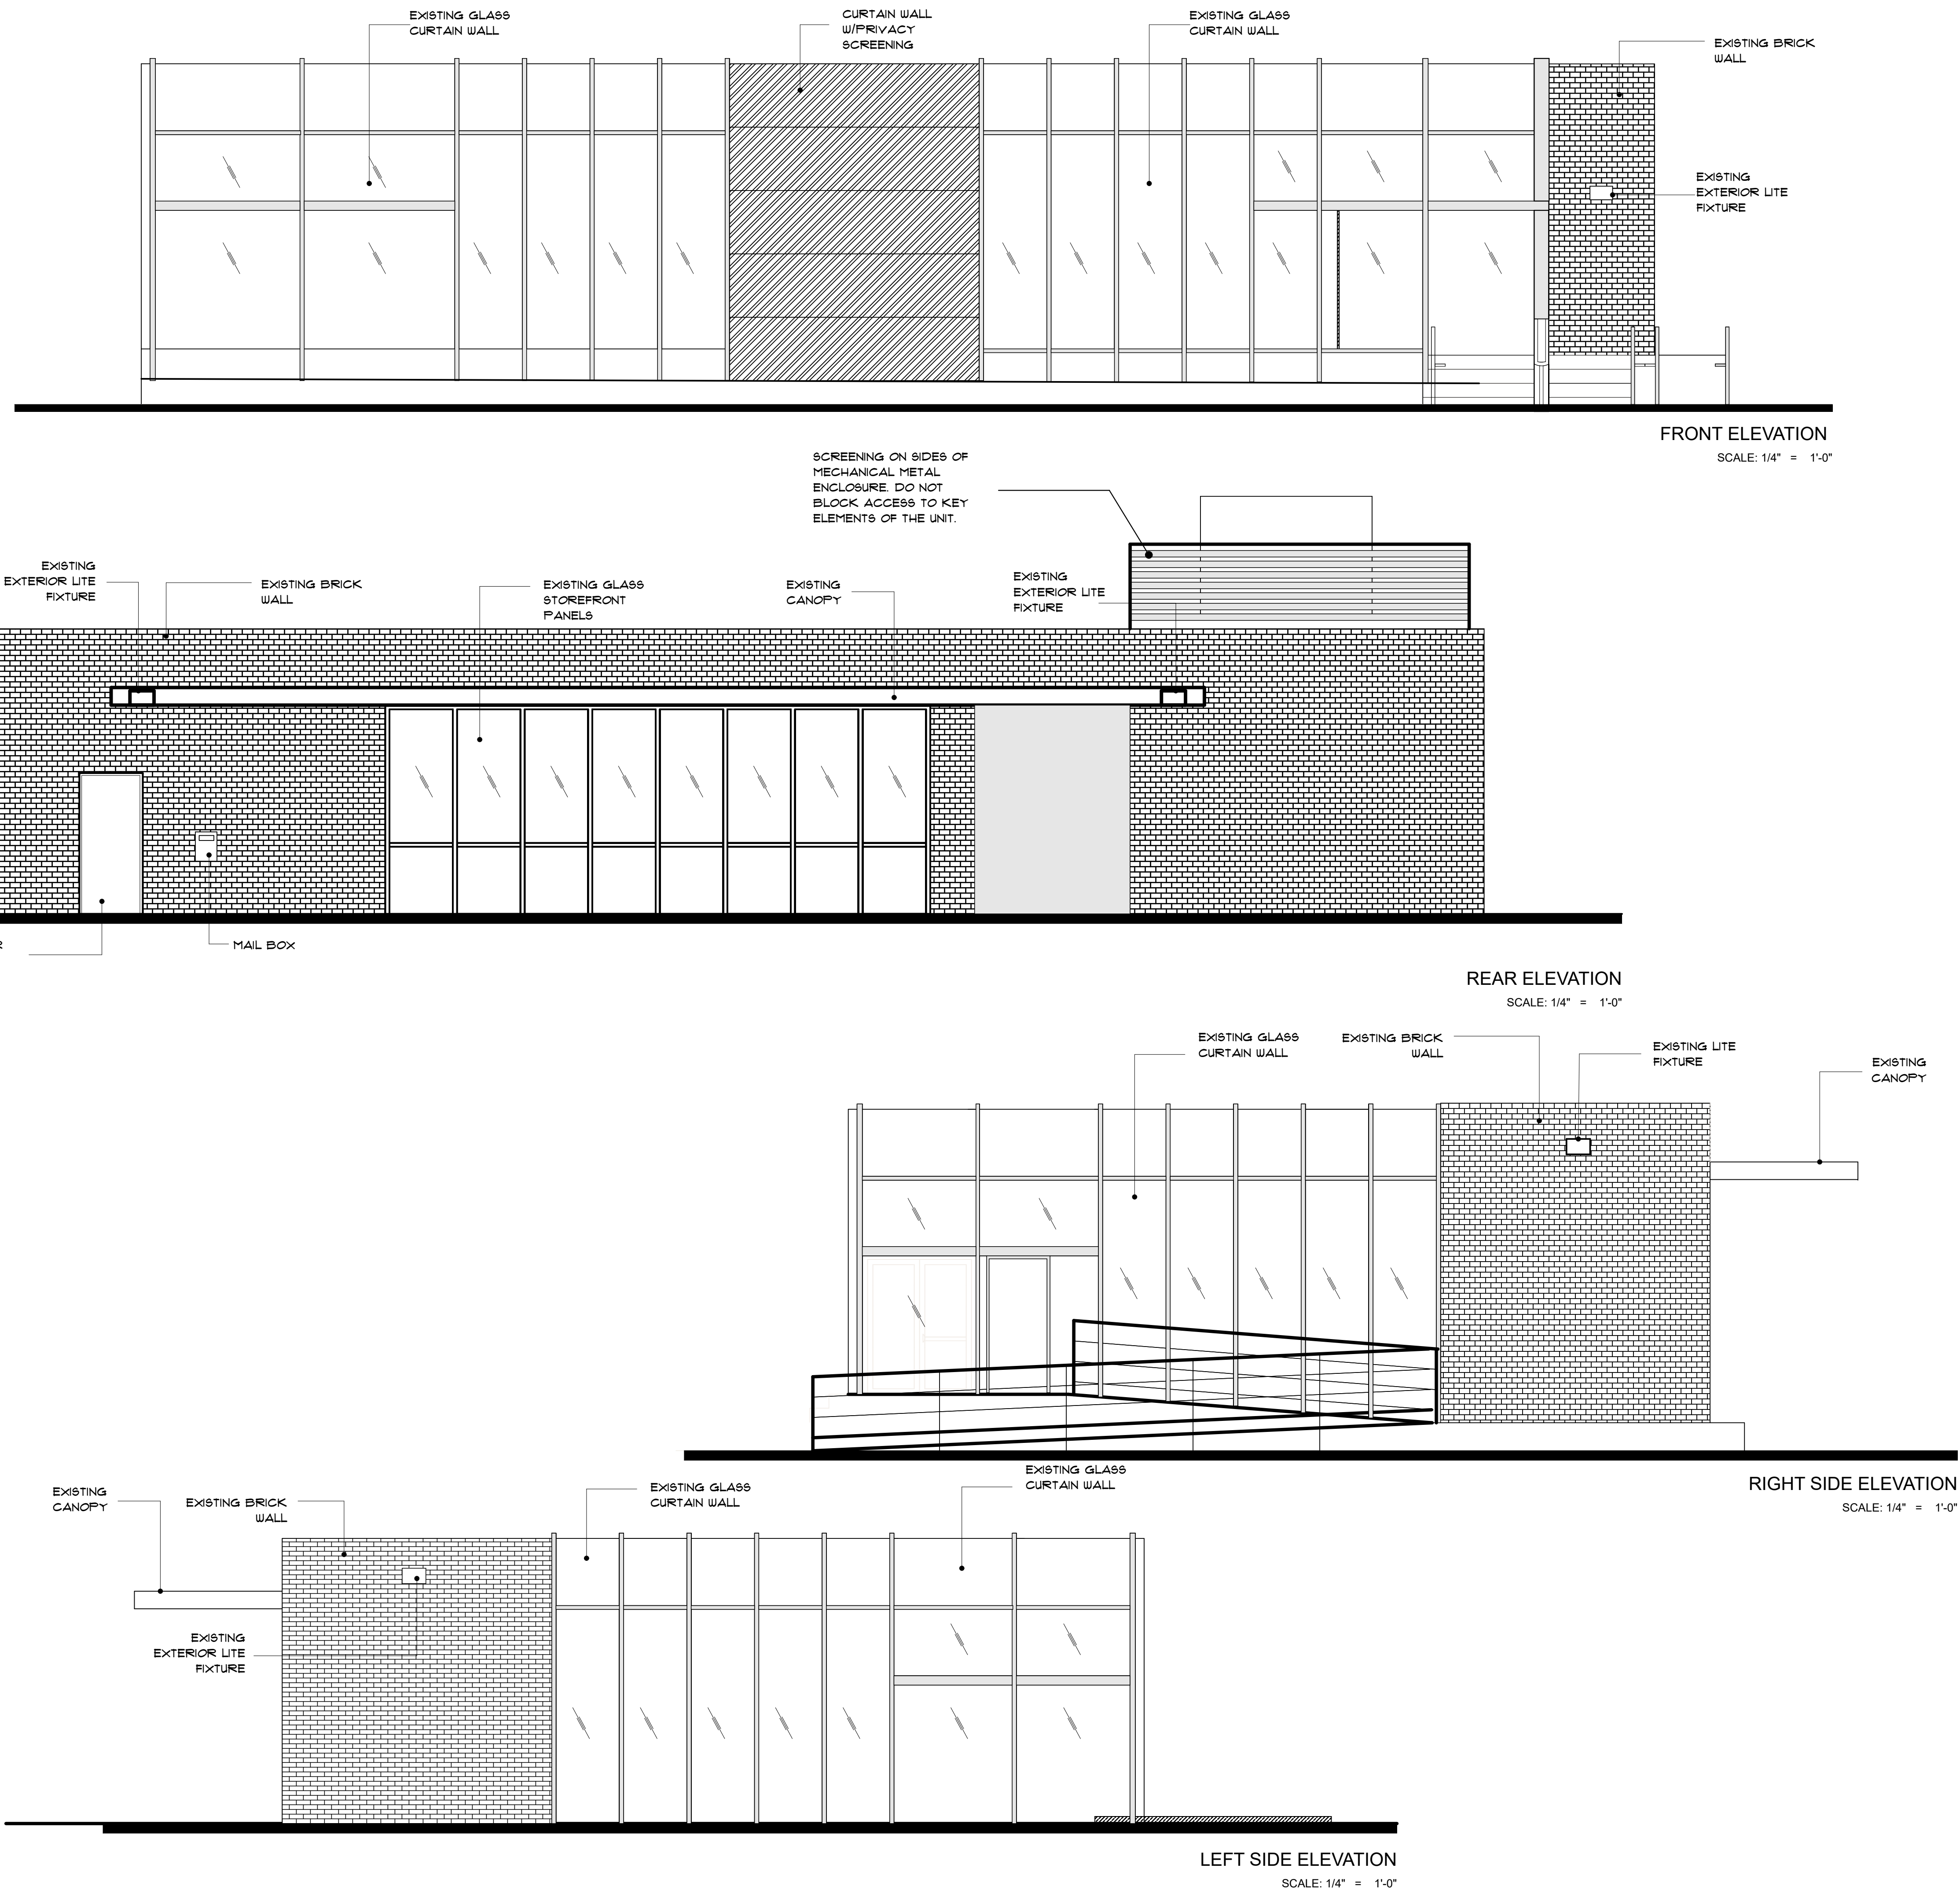 EXISTING GLASS
CURTAIN WALL
CURTAIN WALL
W/PRIVACY
SCREENING
EXISTING GLASS
CURTAIN WALL
EXISTING BRICK
WALL
EXISTING
EXTERIOR LITE
FIXTURE
FRONT ELEVATION
SCALE: 1/4" = 1'-0"
SCREENING ON SIDES OF
MECHANICAL METAL
ENCLOSURE. DO NOT
BLOCK ACCESS TO KEY
ELEMENTS OF THE UNIT.
EXISTING
EXTERIOR LITE
FIXTURE
EXISTING BRICK
WALL
EXISTING GLASS
STOREFRONT
PANELS
EXISTING
CANOPY
EXISTING
EXTERIOR LITE
FIXTURE
R
MAIL BOX
REAR ELEVATION
SCALE: 1/4" = 1'-0"
EXISTING GLASS
CURTAIN WALL
EXISTING BRICK
WALL
EXISTING LITE
FIXTURE
EXISTING
CANOPY
RIGHT SIDE ELEVATION
SCALE: 1/4" = 1'-0"
EXISTING
CANOPY
EXISTING BRICK
WALL
EXISTING GLASS
CURTAIN WALL
EXISTING GLASS
CURTAIN WALL
EXISTING
EXTERIOR LITE
FIXTURE
LEFT SIDE ELEVATION
SCALE: 1/4" = 1'-0"